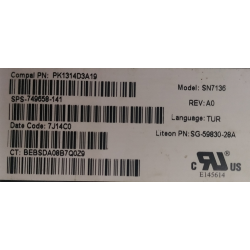 Compal PN: PK1314D3A19
Model: SN7136
SPS-749658-141
REV: A0
Language: TUR
Date Code: 7J14C0
Liteon PN: SG-59830-28A
CT: BEBSDA08B7Q0Z9
C US
E145614